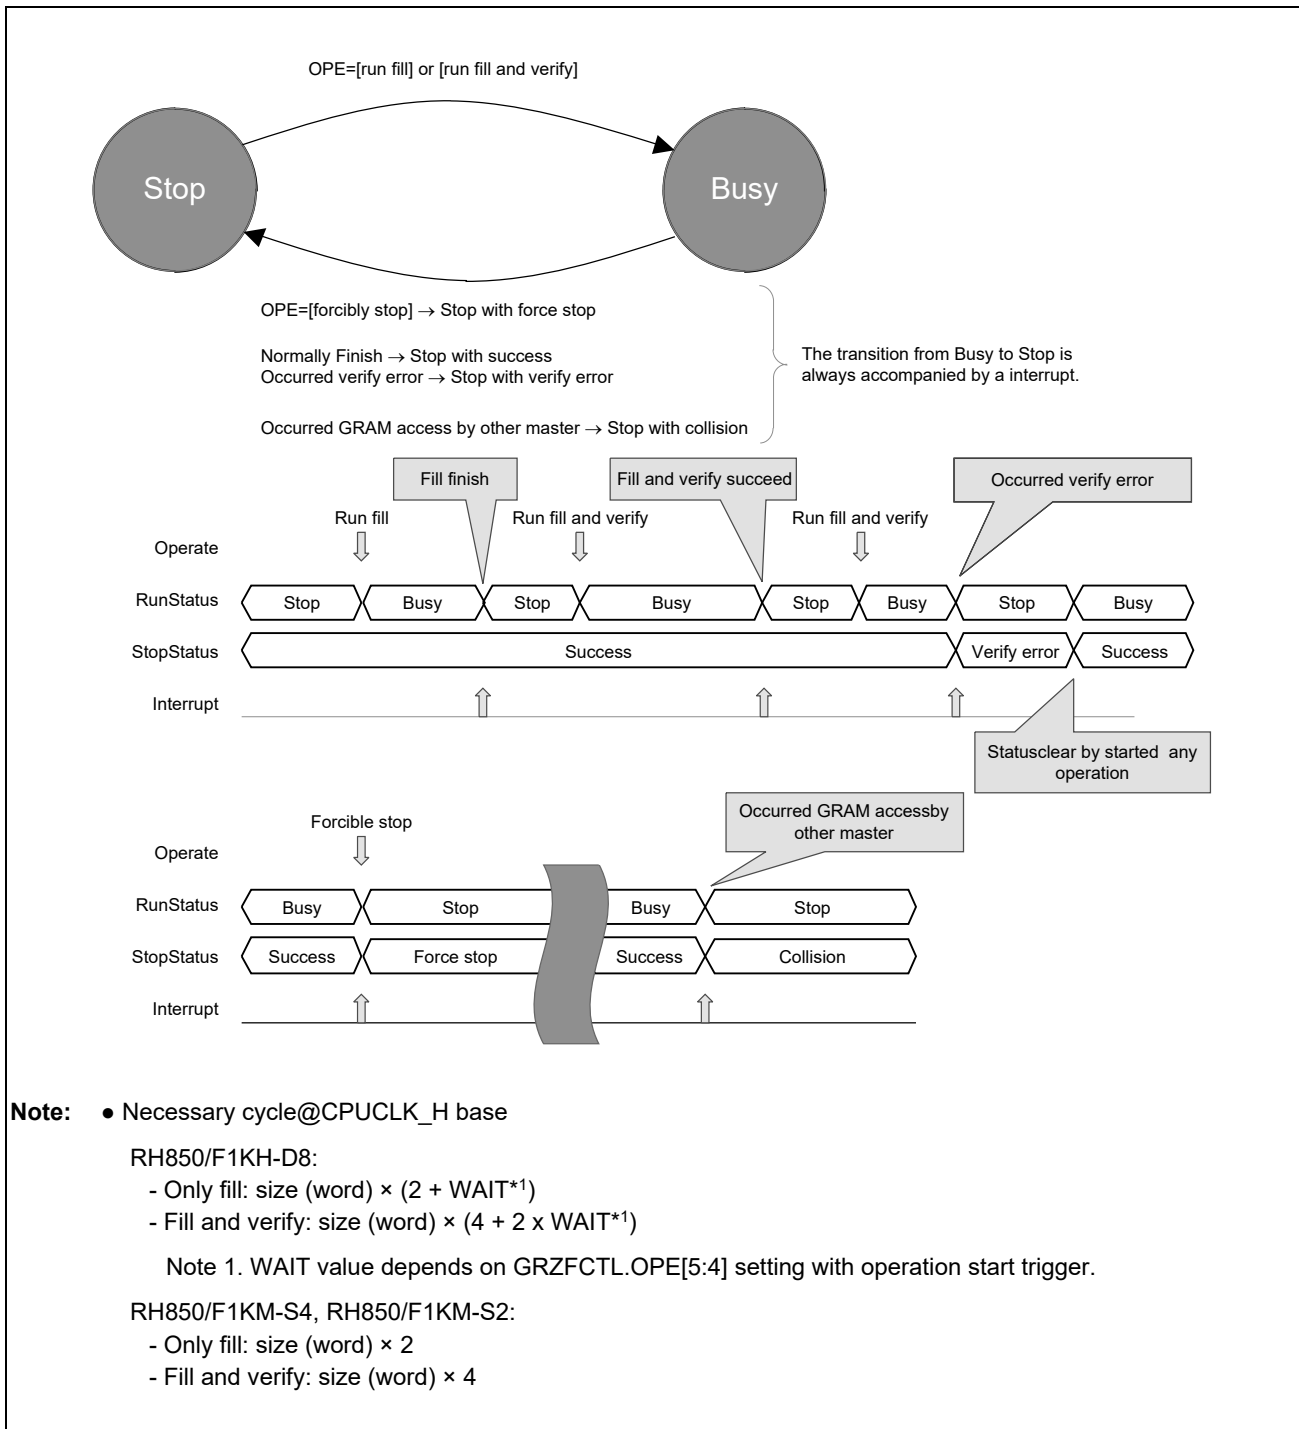 OPE=[run fill] or [run fill and verify]
Stop
Busy
OPE=[forcibly stop] → Stop with force stop
Normally Finish → Stop with success
Occurred verify error → Stop with verify error
Occurred GRAM access by other master → Stop with collision
The transition from Busy to Stop is
always accompanied by a interrupt.
Fill finish
Fill and verify succeed
Occurred verify error
Run fill
Run fill and verify
Run fill and verify
Operate
RunStatus Stop Busy Stop Busy Stop Busy Stop Busy
StopStatus Success Verify error Success
Interrupt
Statusclear by started any
operation
Occurred GRAM accessby
other master
Forcible stop
Operate
RunStatus Busy Stop Busy Stop
StopStatus Success Force stop Success Collision
Interrupt
Note: ● Necessary cycle@CPUCLK_H base
RH850/F1KH-D8:
- Only fill: size (word) × (2 + WAIT*1)
- Fill and verify: size (word) × (4 + 2 x WAIT*1)
Note 1. WAIT value depends on GRZFCTL.OPE[5:4] setting with operation start trigger.
RH850/F1KM-S4, RH850/F1KM-S2:
- Only fill: size (word) × 2
- Fill and verify: size (word) × 4